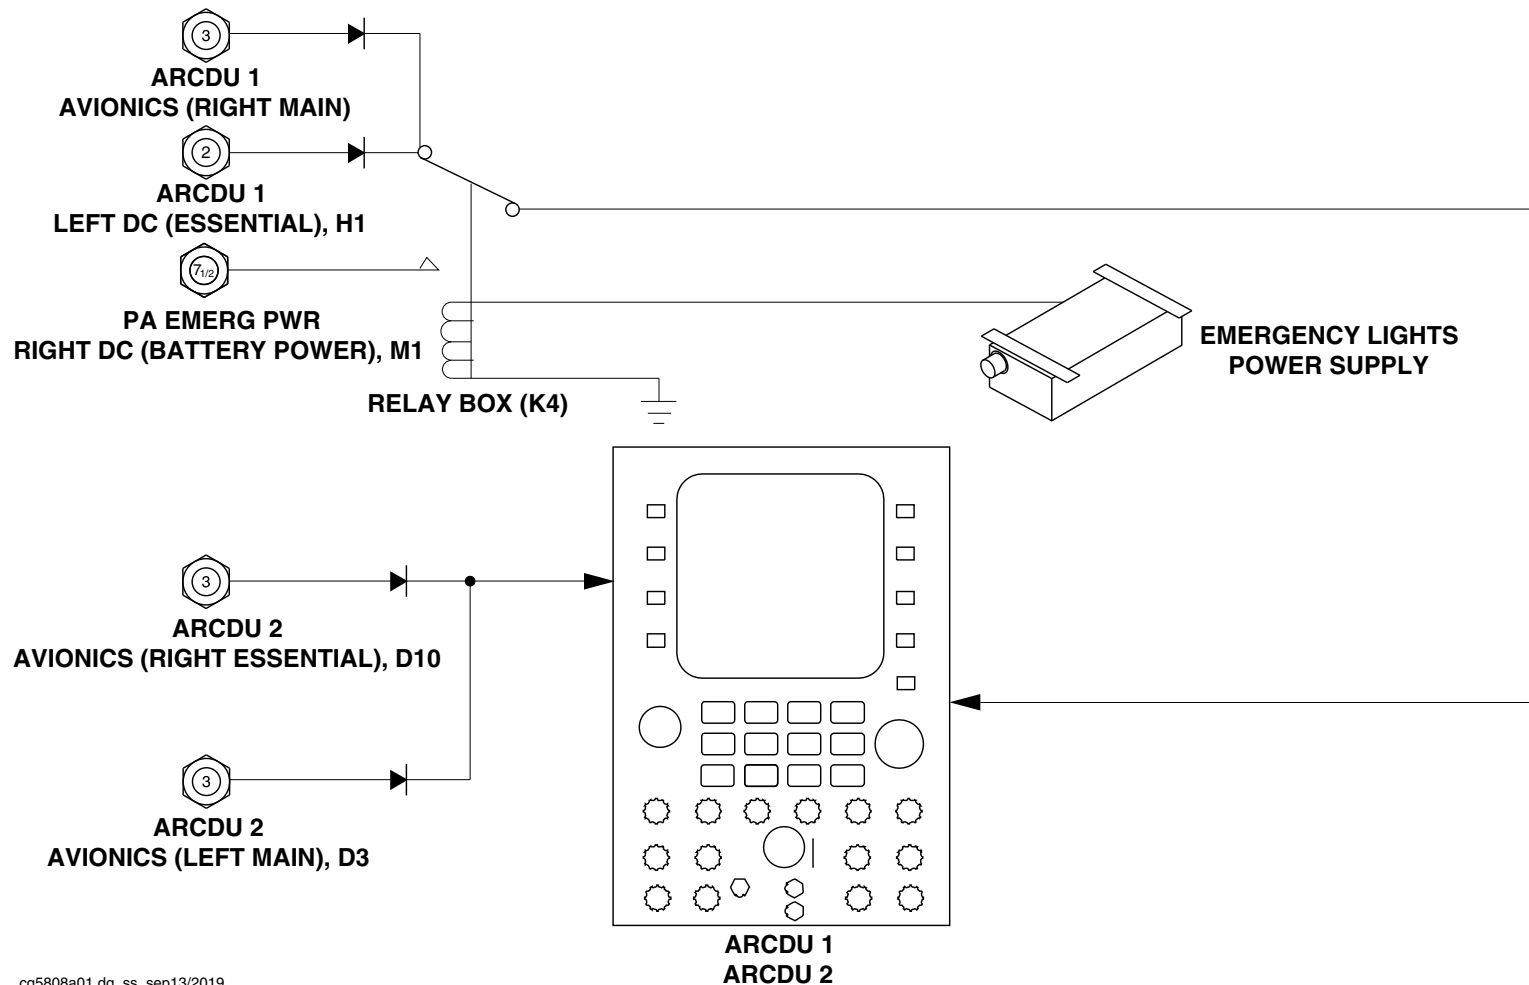 3
ARCDU 1
AVIONICS (RIGHT MAIN)
2
ARCDU 1
LEFT DC (ESSENTIAL), H1
7 1/2
PA EMERG PWR
RIGHT DC (BATTERY POWER), M1
RELAY BOX (K4)
EMERGENCY LIGHTS
POWER SUPPLY
3
ARCDU 2
AVIONICS (RIGHT ESSENTIAL), D10
3
ARCDU 2
AVIONICS (LEFT MAIN), D3
ARCDU 1
ARCDU 2
cg5808a01.dg, ss, sep13/2019